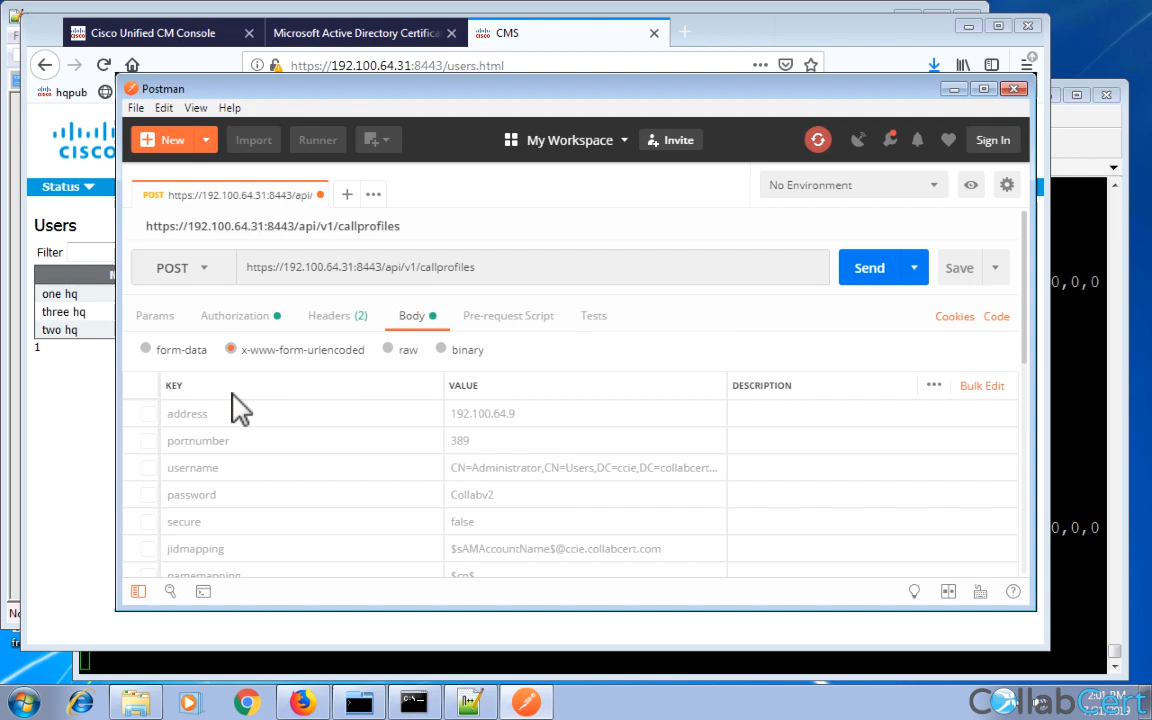 Cisco Unified CM Console
Microsoft Active Directory Certifica
CMS
https://192.100.64.31:8443/users.html
hqpub
Postman
File Edit View Help
New
Import
Runner
My Workspace
Invite
Sign In
cisco
Status
Users
Filter
one hq
three hq
two hq
1
POST https://192.100.64.31:8443/api/
No Environment
https://192.100.64.31:8443/api/v1/callprofiles
POST
https://192.100.64.31:8443/api/v1/callprofiles
Send
Save
Params
Authorization
Headers (2)
Body
Pre-request Script
Tests
Cookies Code
form-data
x-www-form-urlencoded
raw
binary
KEY VALUE DESCRIPTION
Bulk Edit
address 192.100.64.9
portnumber 389
username CN=Administrator,CN=Users,DC=ccie,DC=collabcert...
password Collabv2
secure false
jidmapping $sAMAccountName$@ccie.collabcert.com
namemapping $cn$
0,0,0
0,0,0
CollabCert